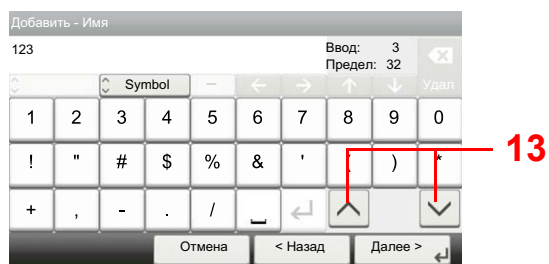 Добавить - Имя
123
Ввод: 3
Предел: 32
Symbol
Удал
1 2 3 4 5 6 7 8 9 0
! " # $ % & ' ( ) *
+ , - . /
13
Отмена < Назад Далее >